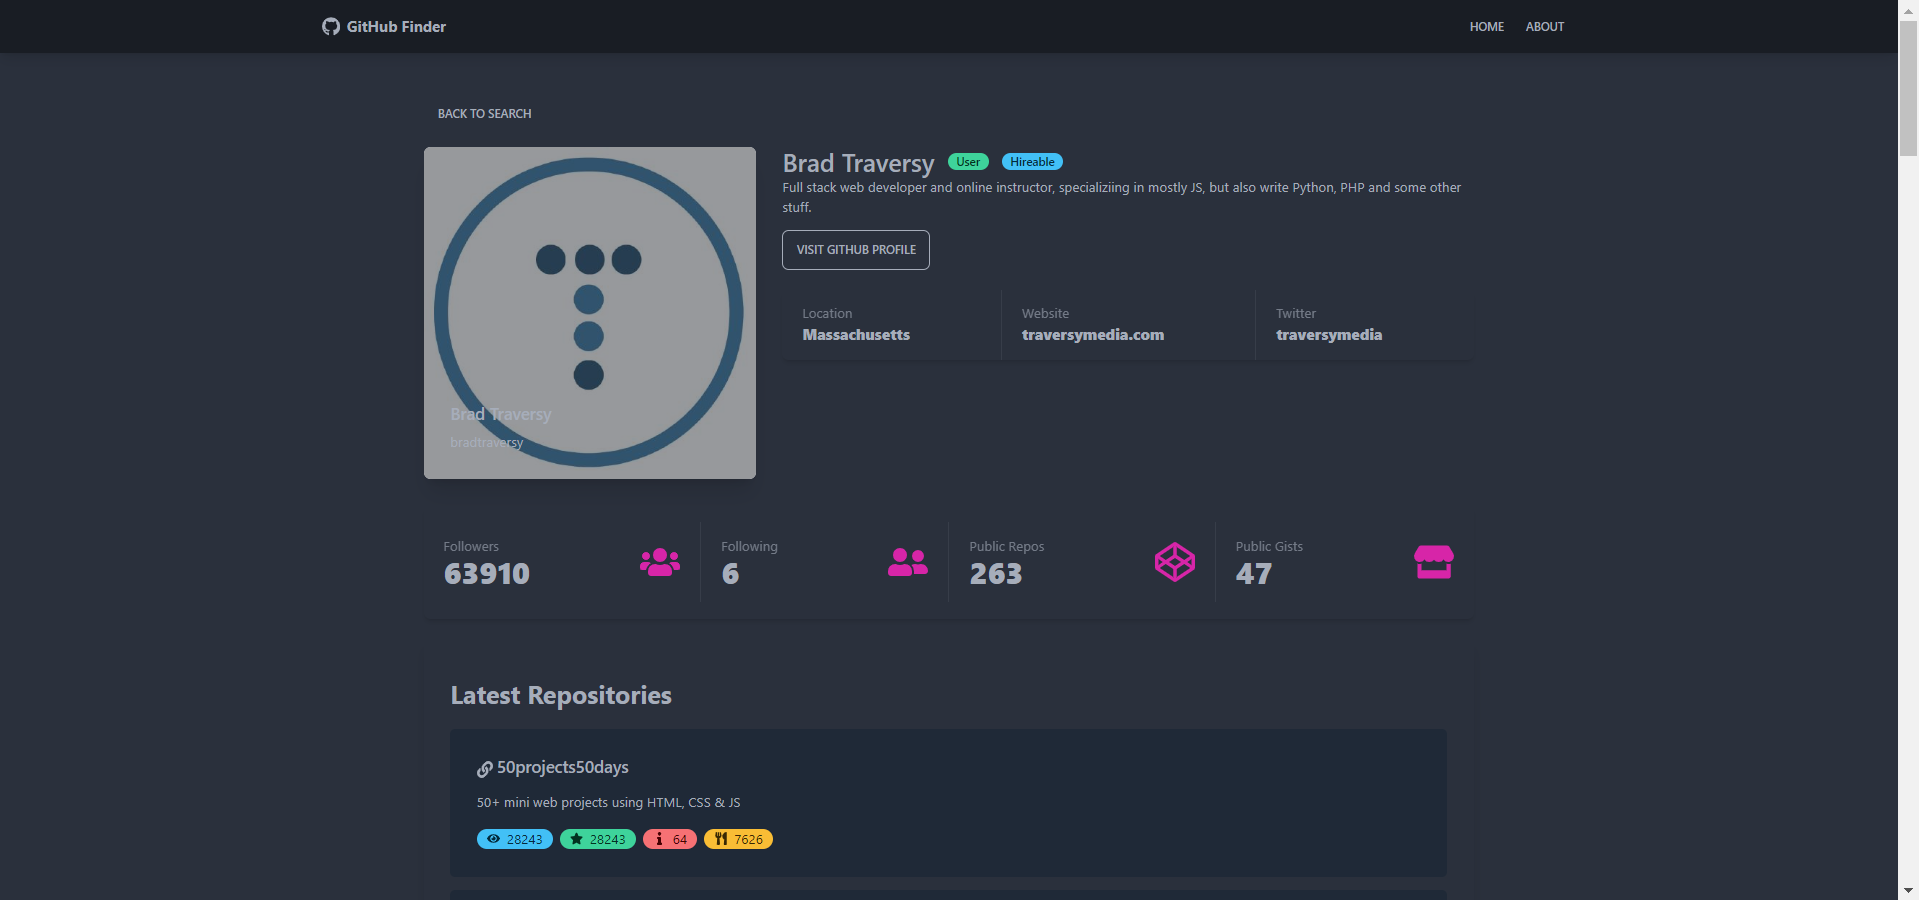 GitHub Finder
HOME ABOUT
BACK TO SEARCH
Brad Traversy User Hireable
Full stack web developer and online instructor, specializiing in mostly JS, but also write Python, PHP and some other
stuff.
VISIT GITHUB PROFILE
Location
Massachusetts
Website
traversymedia.com
Twitter
traversymedia
Brad Traversy
bradtraversy
Followers
63910
Following
6
Public Repos
263
Public Gists
47
Latest Repositories
50projects50days
50+ mini web projects using HTML, CSS & JS
28243 28243 64 7626